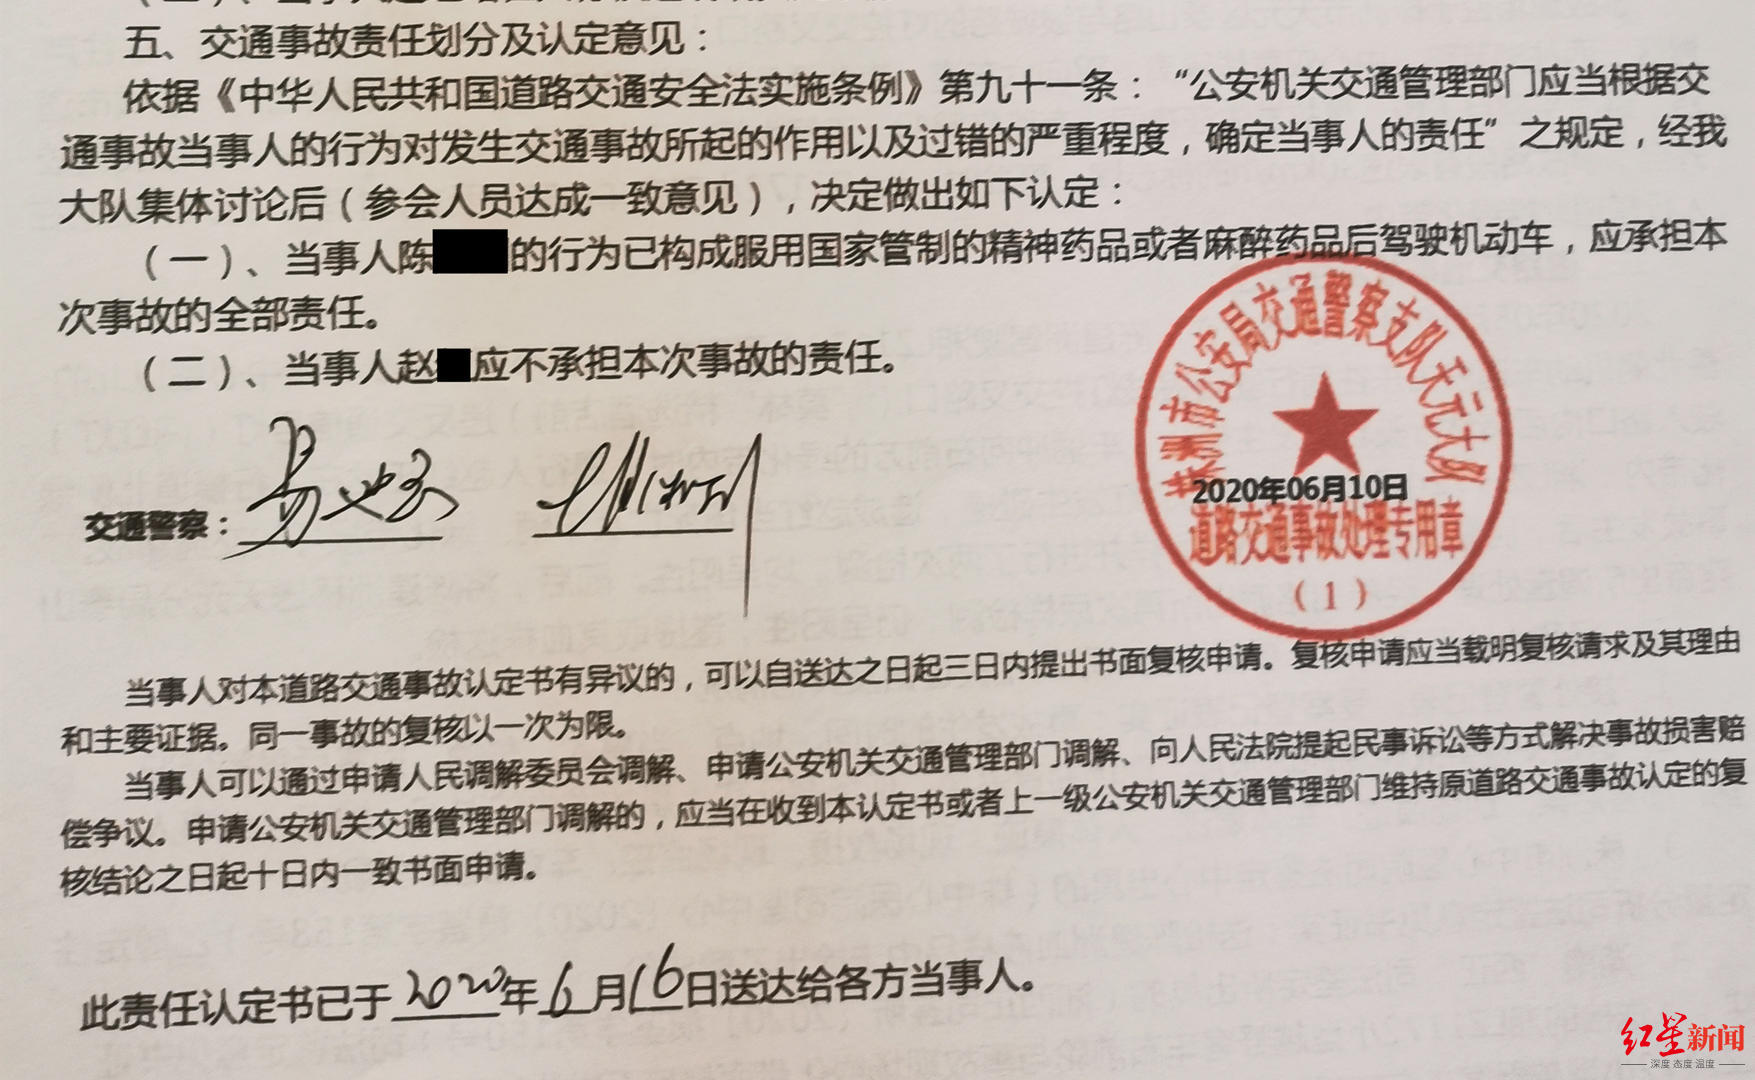 五、交通事故责任划分及认定意见：
依据《中华人民共和国道路交通安全法实施条例》第九十一条：“公安机关交通管理部门应当根据交
通事故当事人的行为对发生交通事故所起的作用以及过错的严重程度，确定当事人的责任”之规定，经我
大队集体讨论后（参会人员达成一致意见），决定做出如下认定：
（一）、当事人陈 的行为已构成服用国家管制的精神药品或者麻醉药品后驾驶机动车，应承担本
次事故的全部责任。
（二）、当事人赵 应不承担本次事故的责任。
株洲市公安局交通警察支队天元大队
2020年06月10日
道路交通事故处理专用章
（1）
交通警察：
当事人对本道路交通事故认定书有异议的，可以自送达之日起三日内提出书面复核申请。复核申请应当载明复核请求及其理由
和主要证据。同一事故的复核以一次为限。
当事人可以通过申请人民调解委员会调解、申请公安机关交通管理部门调解、向人民法院提起民事诉讼等方式解决事故损害赔
偿争议。申请公安机关交通管理部门调解的，应当在收到本认定书或者上一级公安机关交通管理部门维持原道路交通事故认定的复
核结论之日起十日内一致书面申请。
此责任认定书已于2020年6月16日送达给各方当事人。
红星新闻
深度 态度 温度